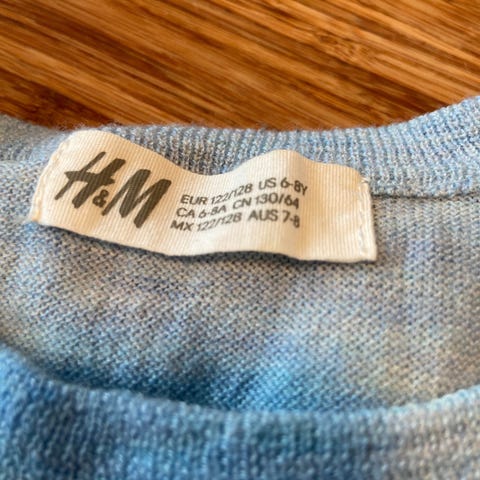 H&M
EUR 122/128 US 6-8Y
CA 6-8A CN 130/64
MX 122/128 AUS 7-8